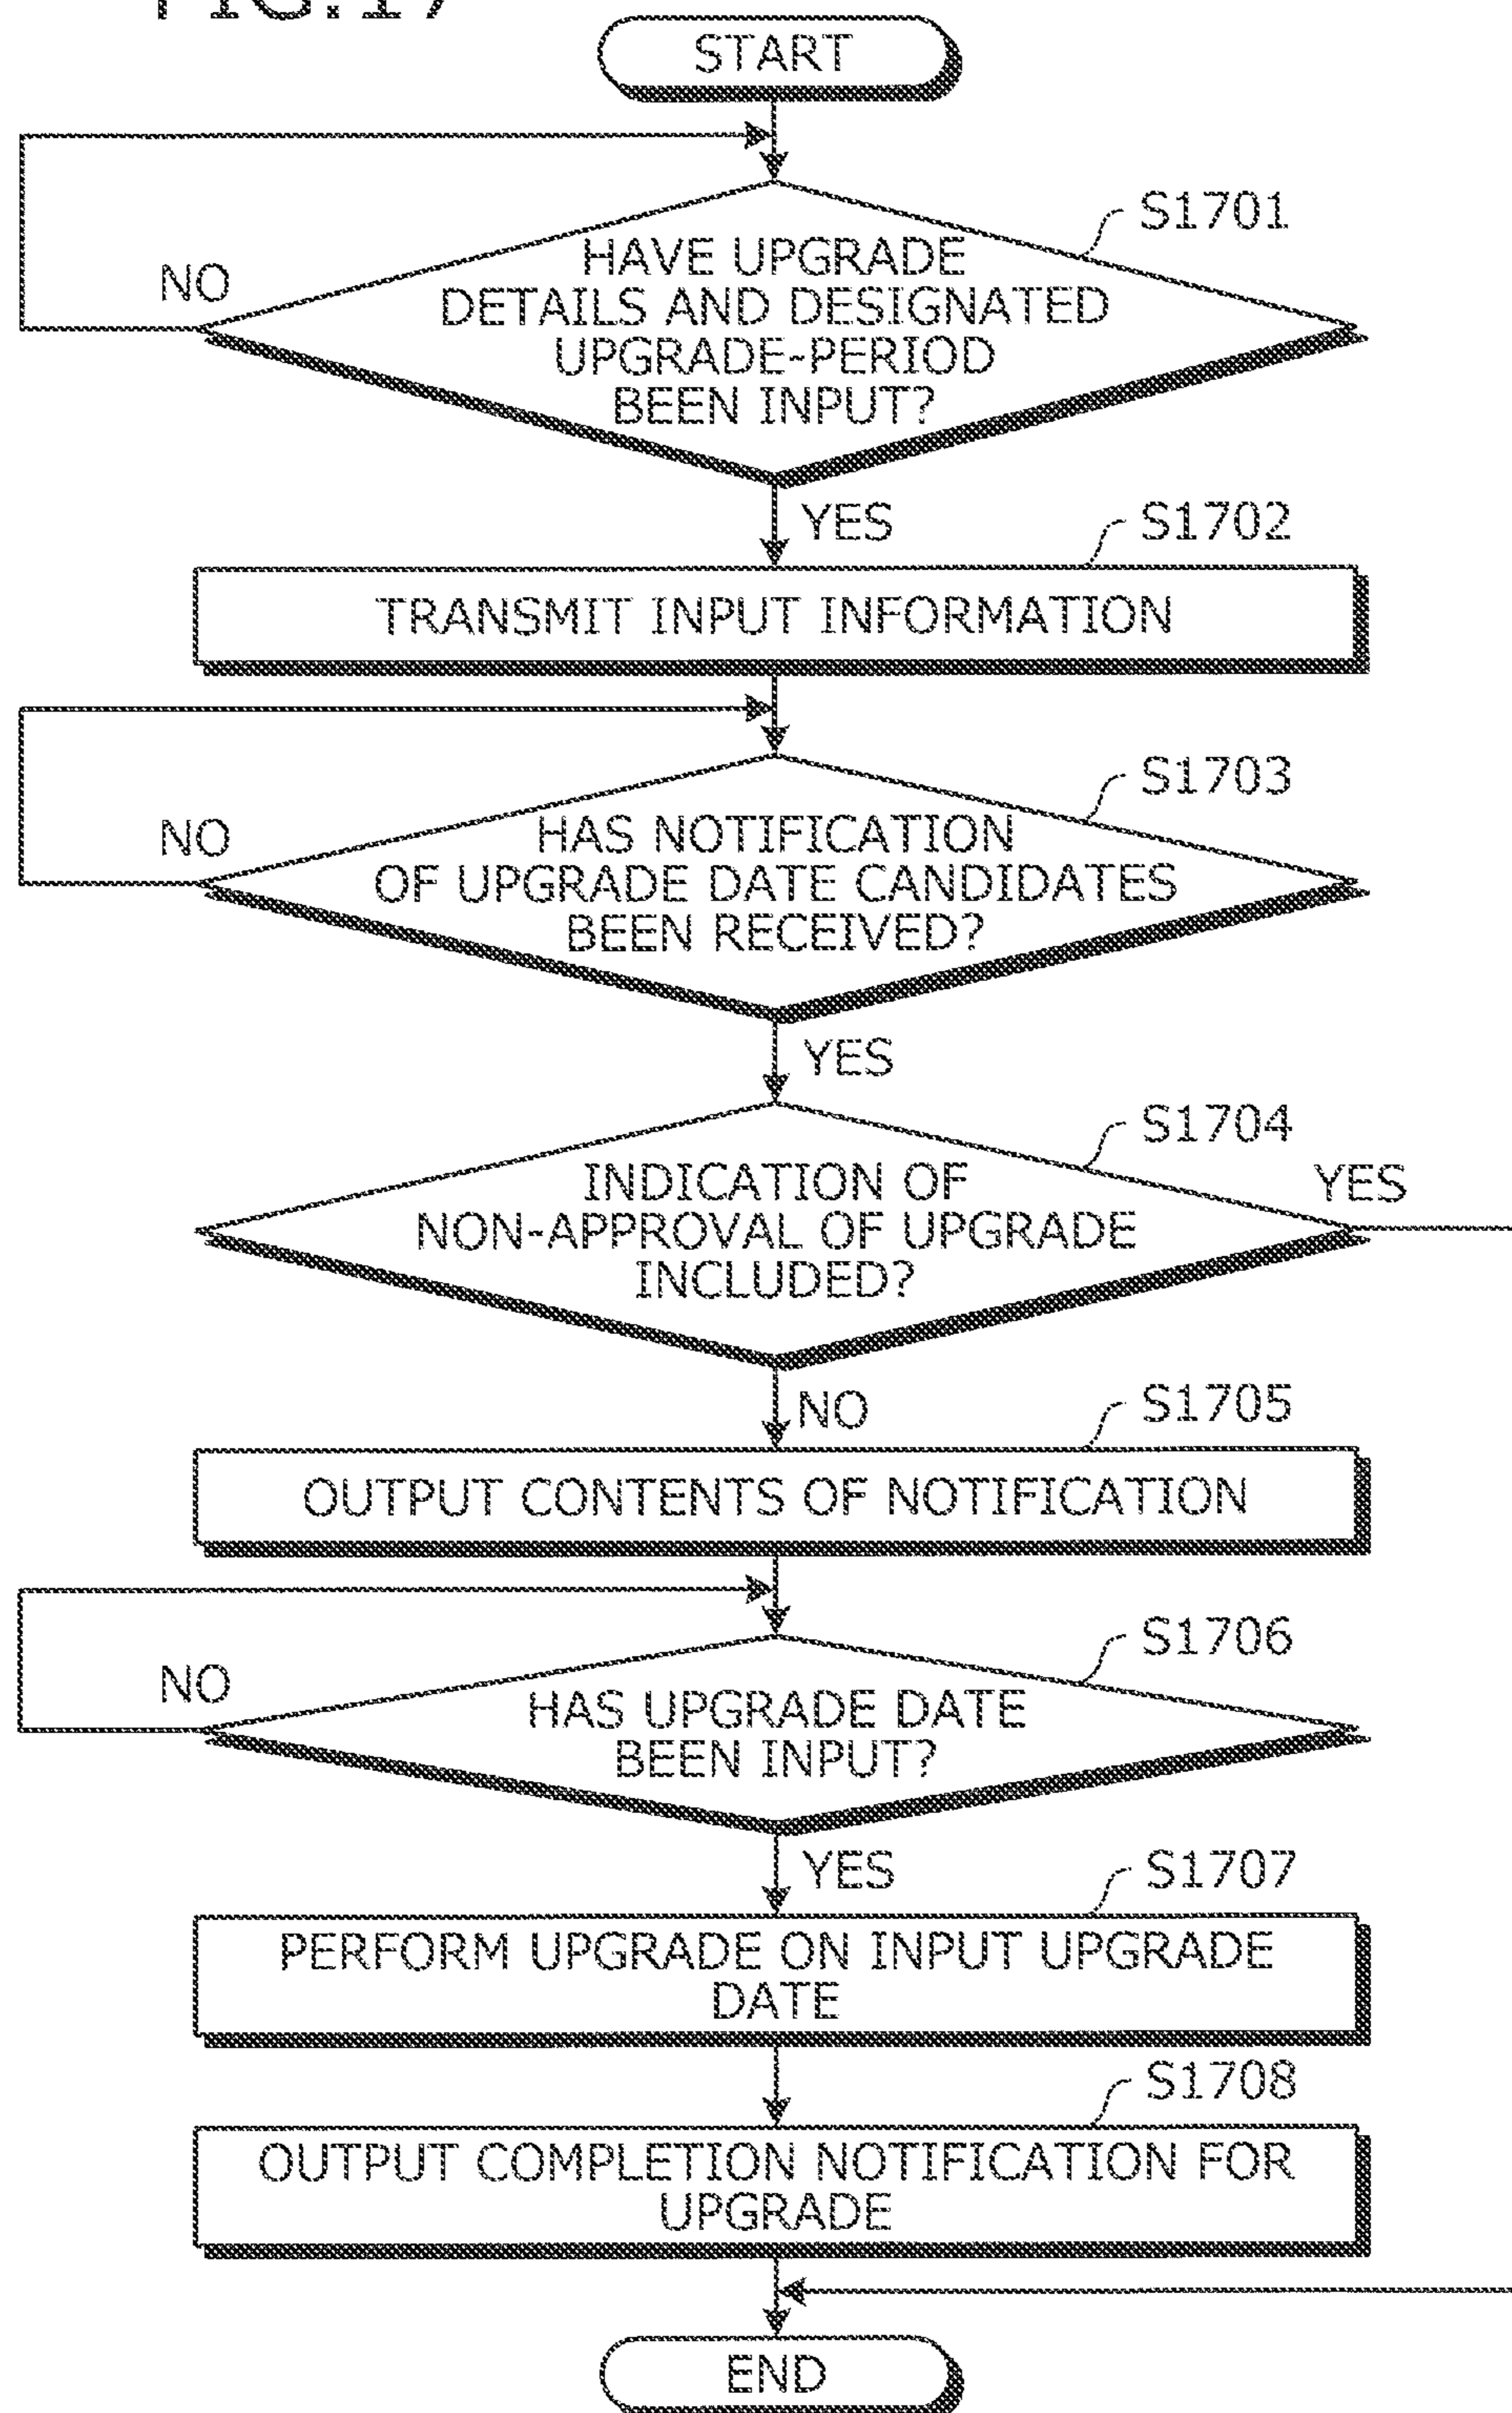 FIG.17
START
S1701
HAVE UPGRADE
DETAILS AND DESIGNATED
UPGRADE-PERIOD
BEEN INPUT?
NO
YES
S1702
TRANSMIT INPUT INFORMATION
S1703
HAS NOTIFICATION
OF UPGRADE DATE CANDIDATES
BEEN RECEIVED?
NO
YES
S1704
INDICATION OF
NON-APPROVAL OF UPGRADE
INCLUDED?
YES
NO
S1705
OUTPUT CONTENTS OF NOTIFICATION
S1706
HAS UPGRADE DATE
BEEN INPUT?
NO
YES
S1707
PERFORM UPGRADE ON INPUT UPGRADE
DATE
S1708
OUTPUT COMPLETION NOTIFICATION FOR
UPGRADE
END